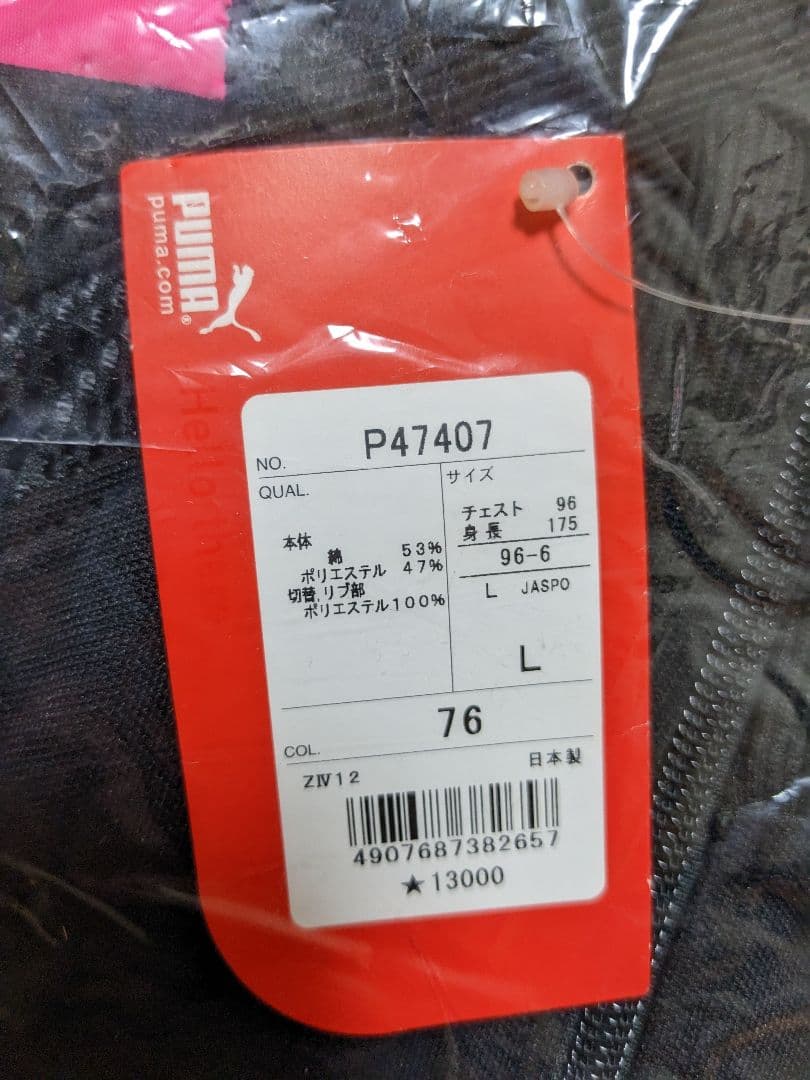 PUMA®
puma.com
Hello
NO. P47407
QUAL.
本体
綿 53%
ポリエステル 47%
切替,リブ部
ポリエステル100%
サイズ
チェスト 96
身長 175
96-6
L JASPO
L
COL. 76
ZⅣ12 日本製
4907687382657
★13000